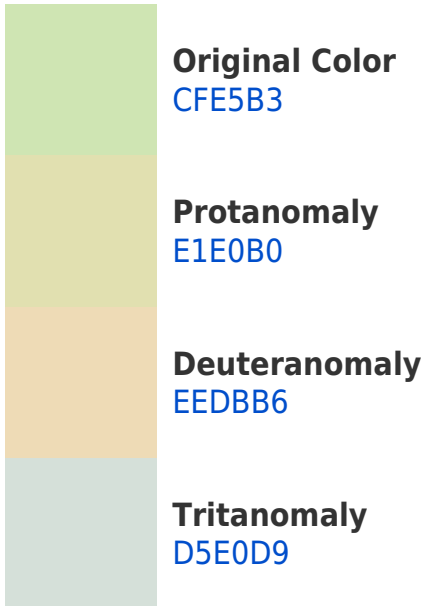 Original Color
CFE5B3
Protanomaly
E1E0B0
Deuteranomaly
EEDBB6
Tritanomaly
D5E0D9